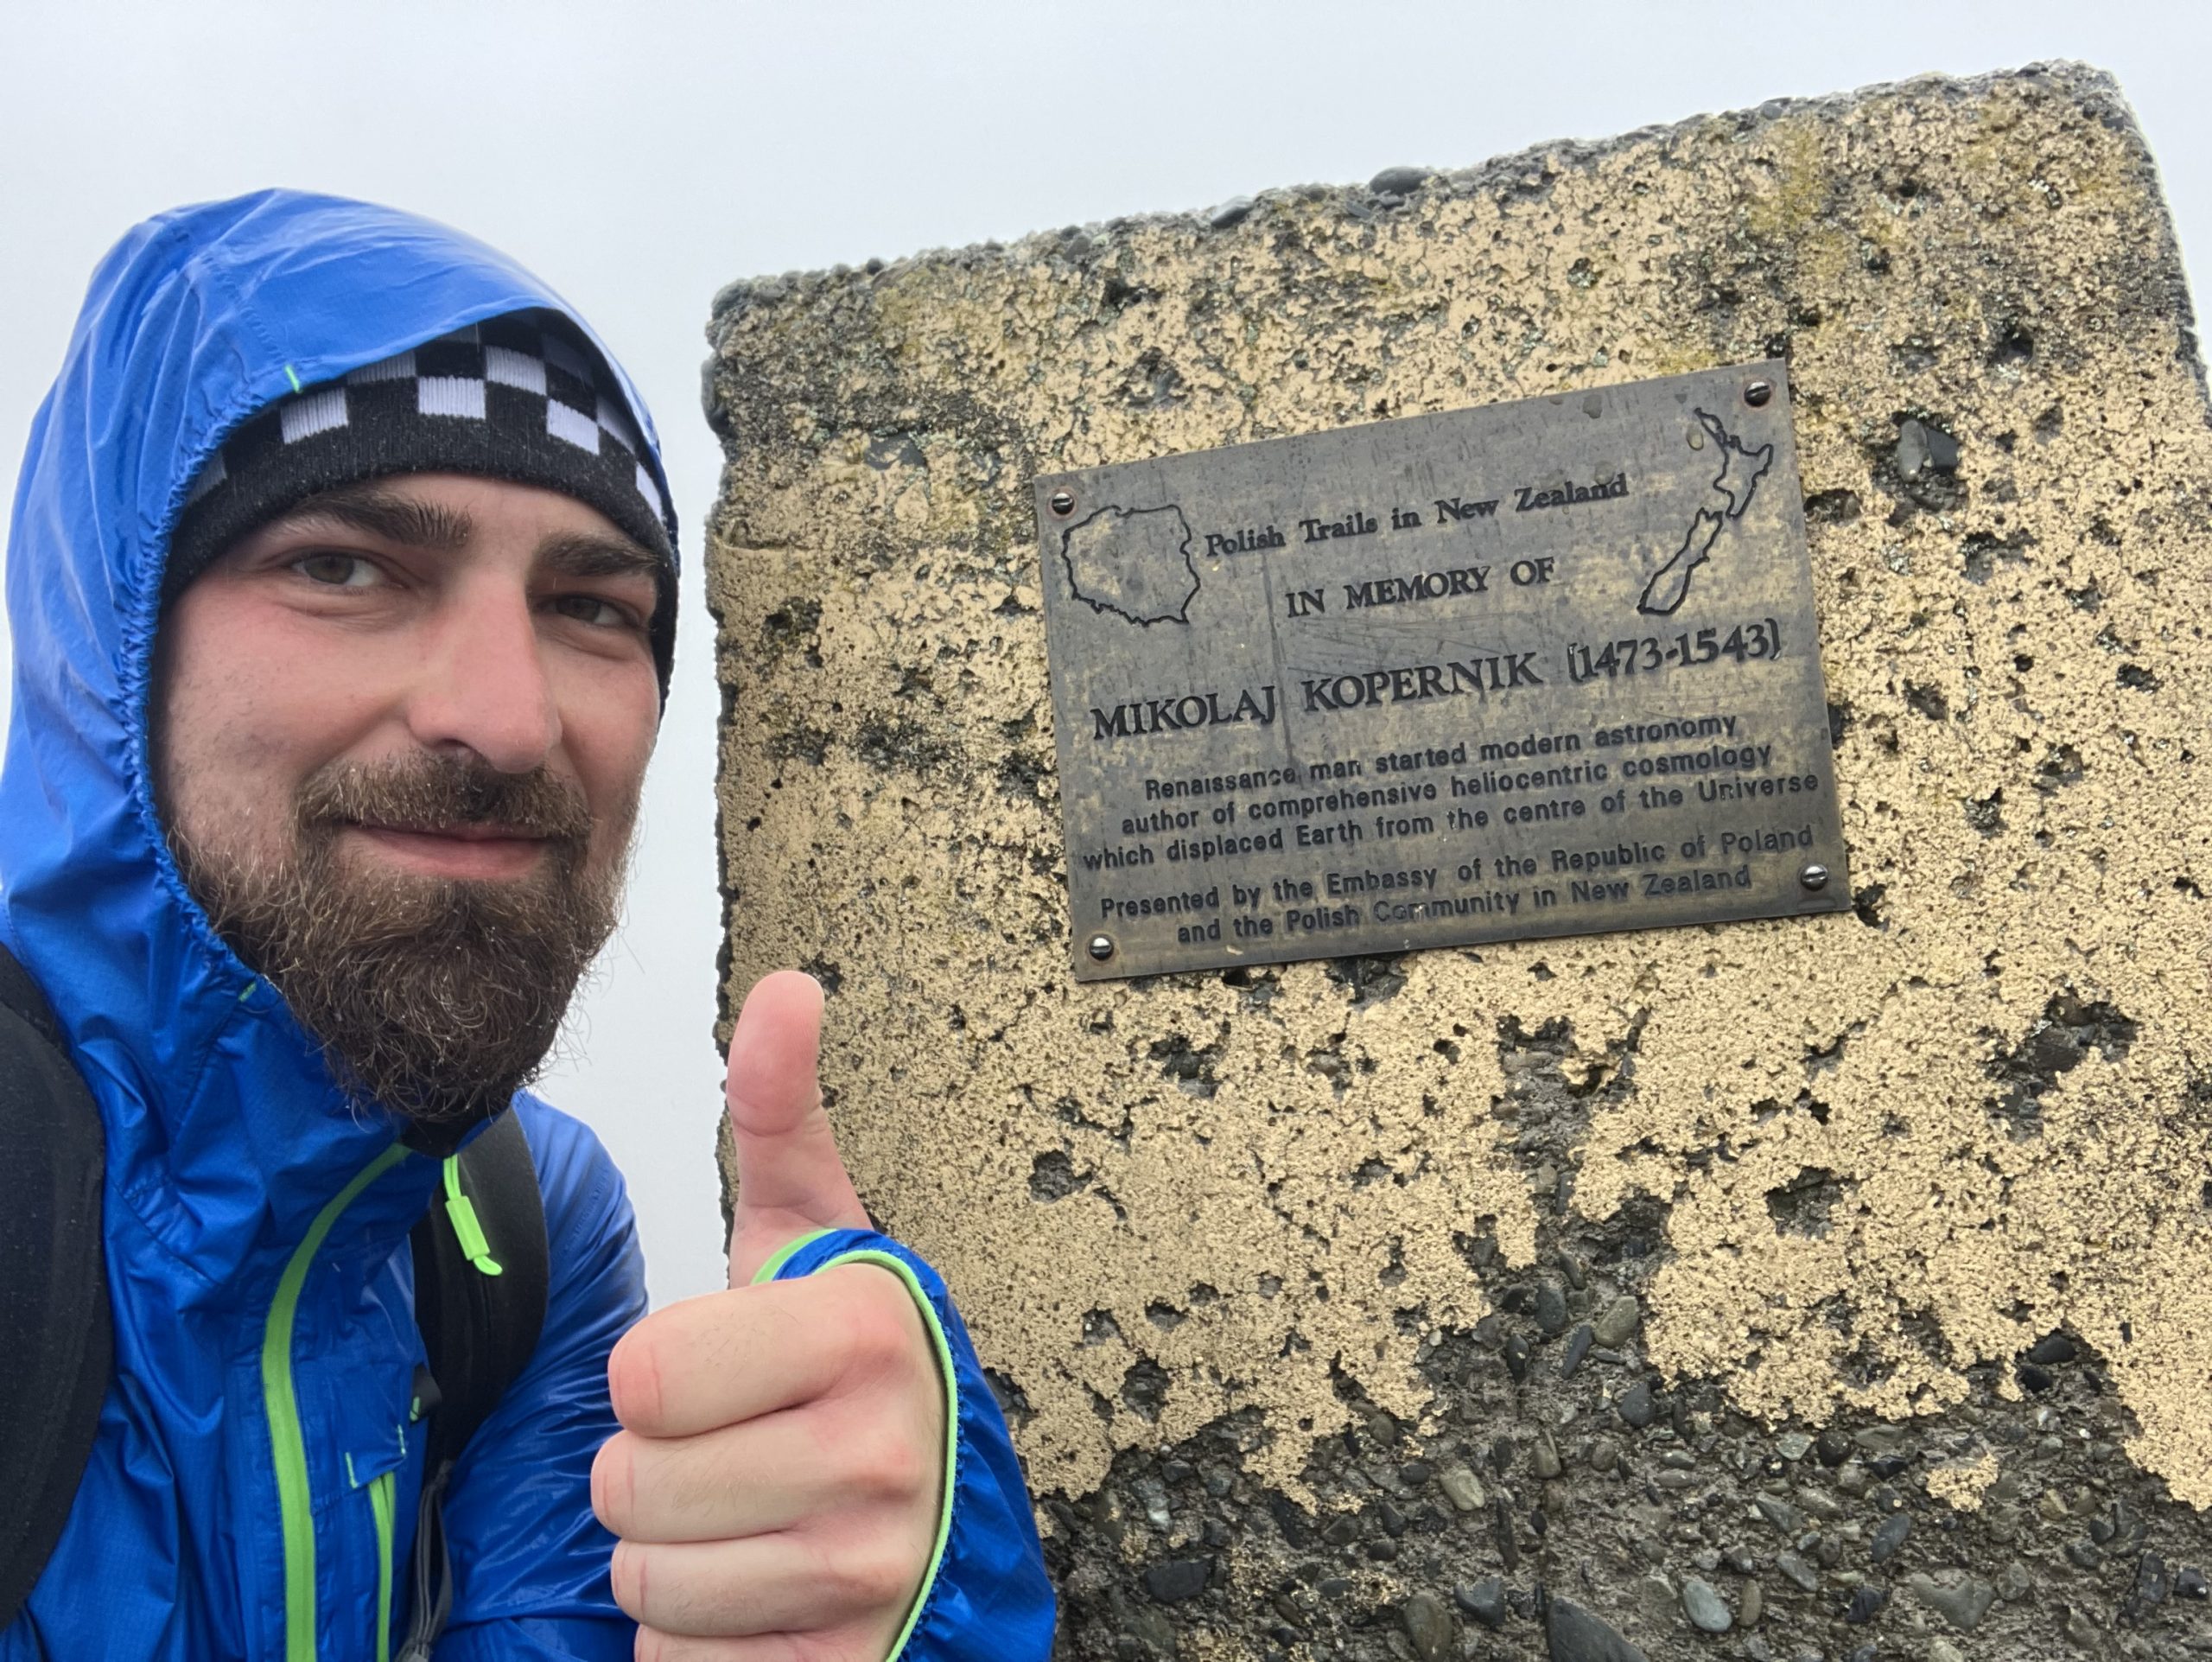 Polish Trails in New Zealand
IN MEMORY OF
MIKOLAJ KOPERNIK (1473-1543)
Renaissance man started modern astronomy
author of comprehensive heliocentric cosmology
which displaced Earth from the centre of the Universe
Presented by the Embassy of the Republic of Poland
and the Polish Community in New Zealand